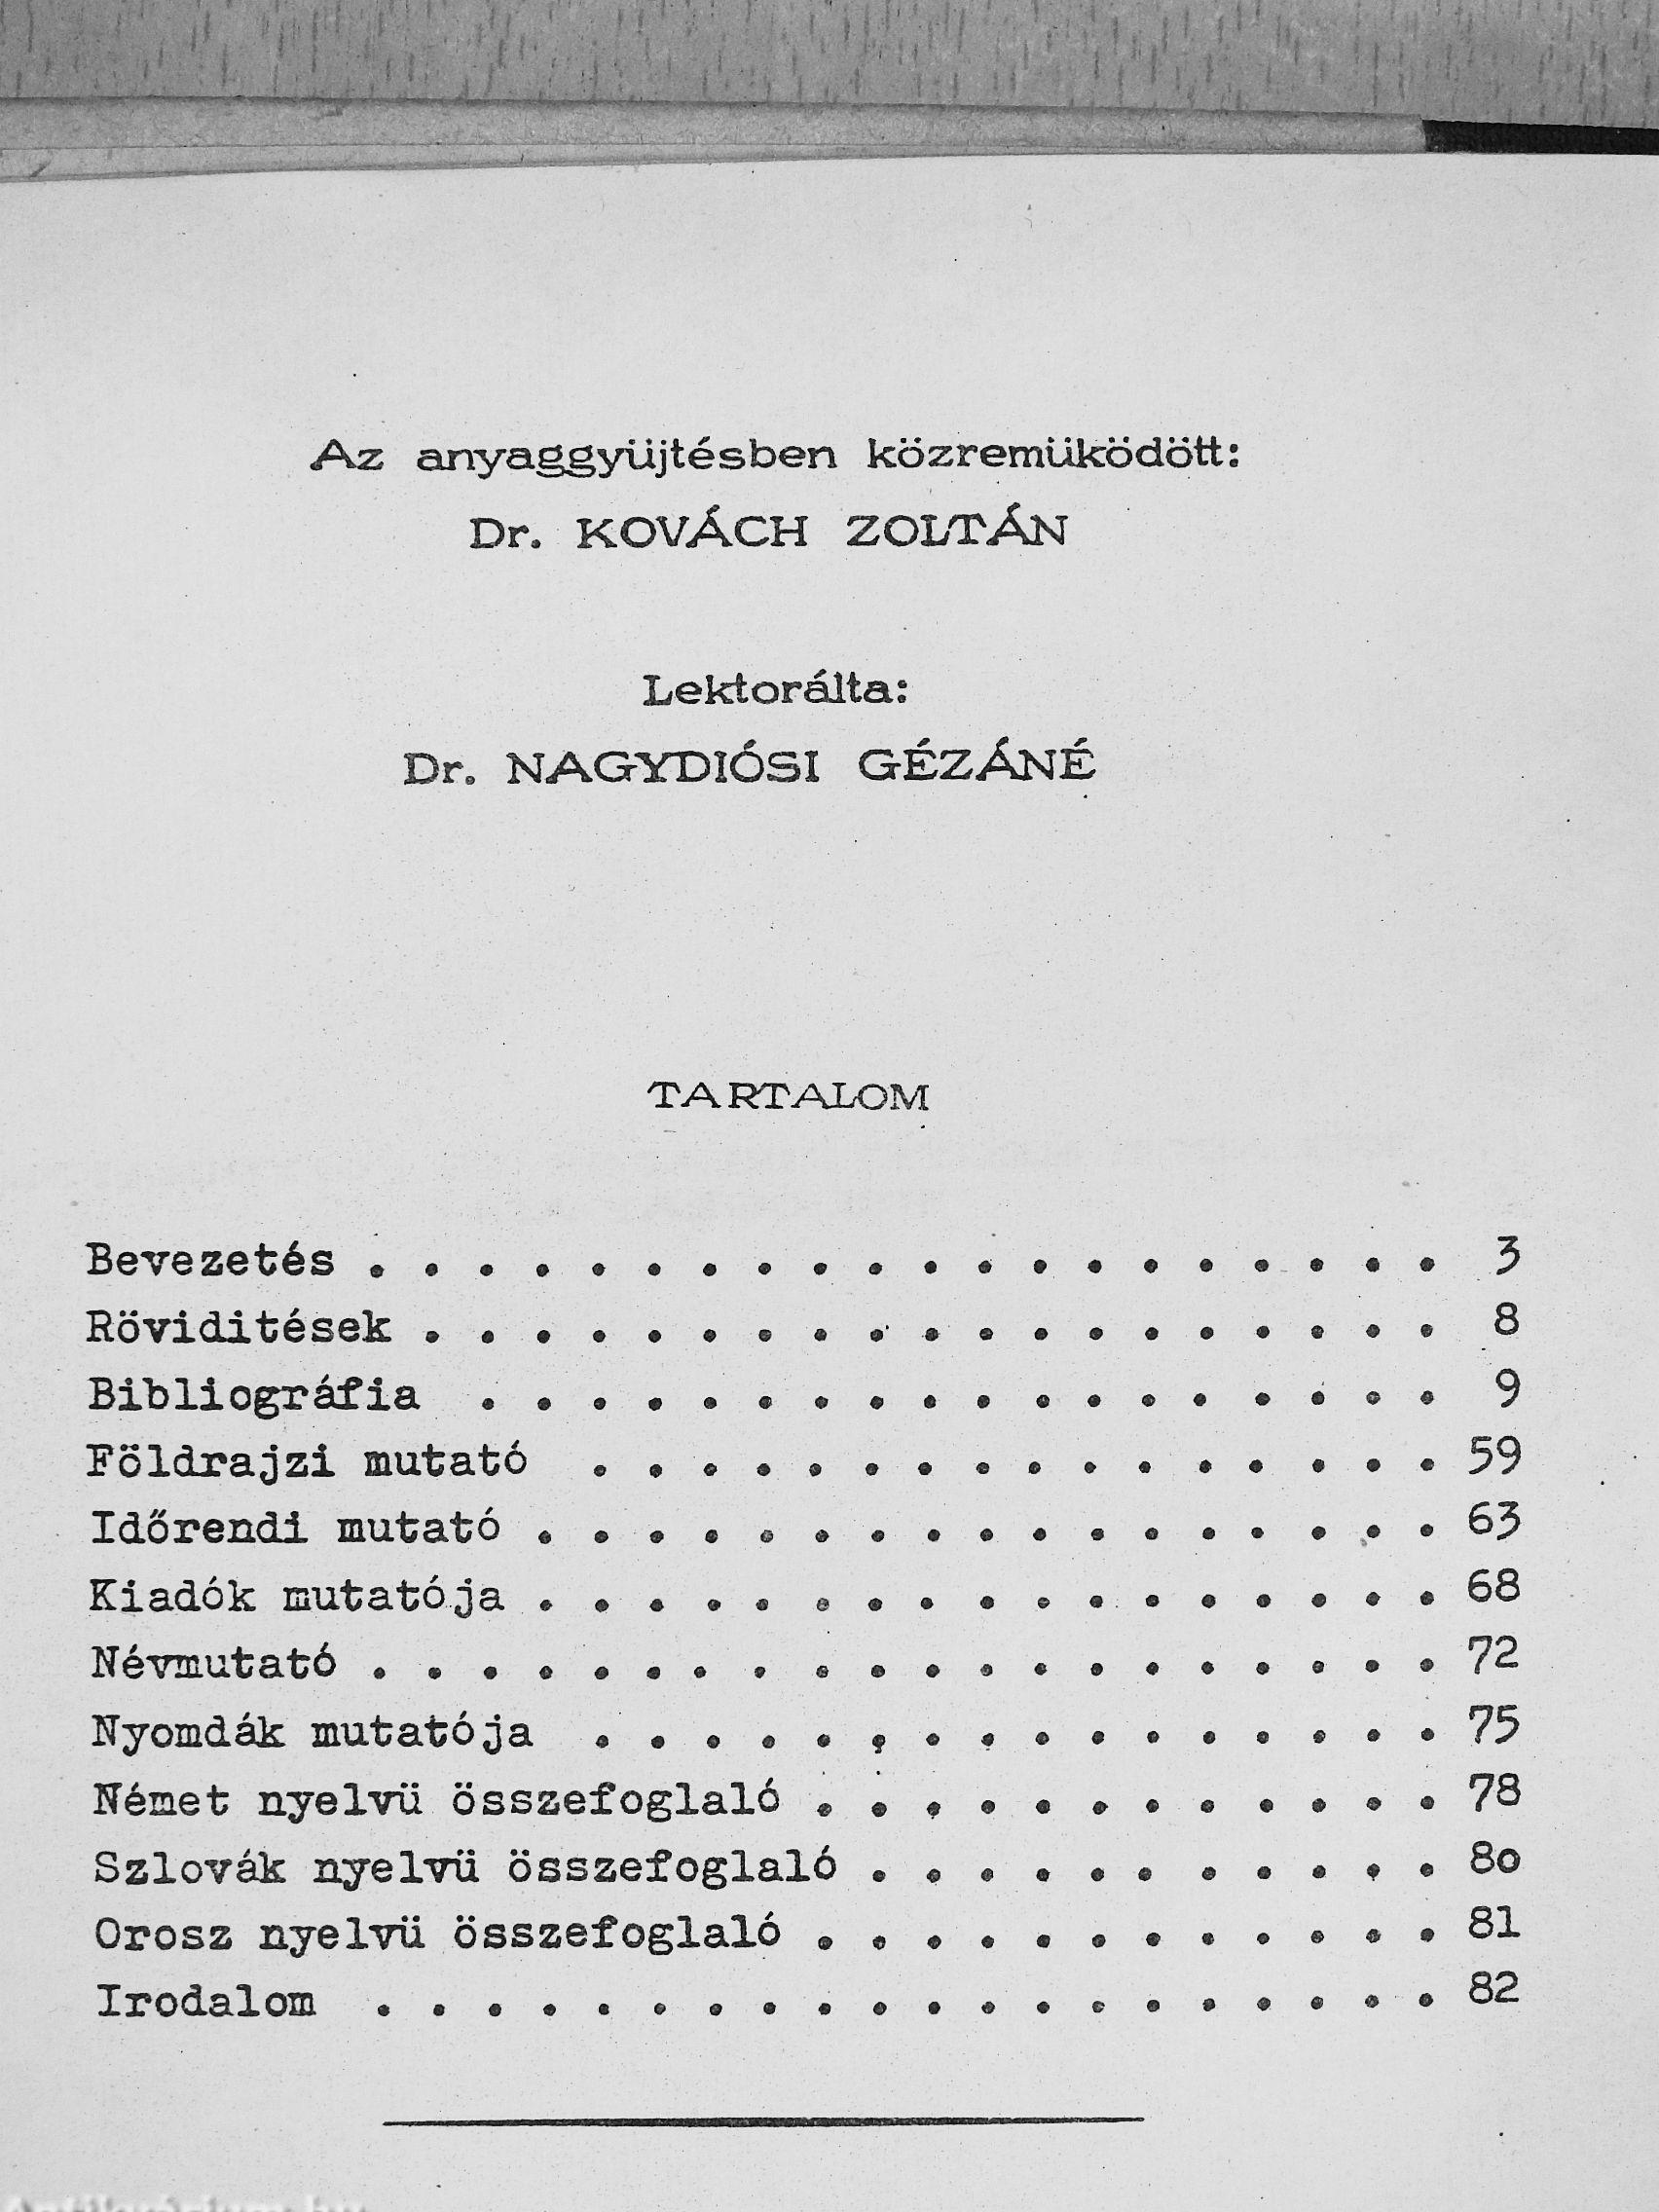 Az anyaggyüjtésben közremüködött:
Dr. KOVÁCH ZOLTÁN
Lektorálta:
Dr. NAGYDIÓSI GÉZÁNÉ
TARTALOM
Bevezetés . . . . . . . . . . . . . . . . . . . . 3
Röviditések . . . . . . . . . . . . . . . . . . . 8
Bibliográfia . . . . . . . . . . . . . . . . . . 9
Földrajzi mutató . . . . . . . . . . . . . . . . 59
Időrendi mutató . . . . . . . . . . . . . . . . . 63
Kiadók mutatója . . . . . . . . . . . . . . . . . 68
Névmutató . . . . . . . . . . . . . . . . . . . . 72
Nyomdák mutatója . . . . . . . . . . . . . . . . 75
Német nyelvü összefoglaló . . . . . . . . . . . . 78
Szlovák nyelvü összefoglaló . . . . . . . . . . . 80
Orosz nyelvü összefoglaló . . . . . . . . . . . . 81
Irodalom . . . . . . . . . . . . . . . . . . . . 82